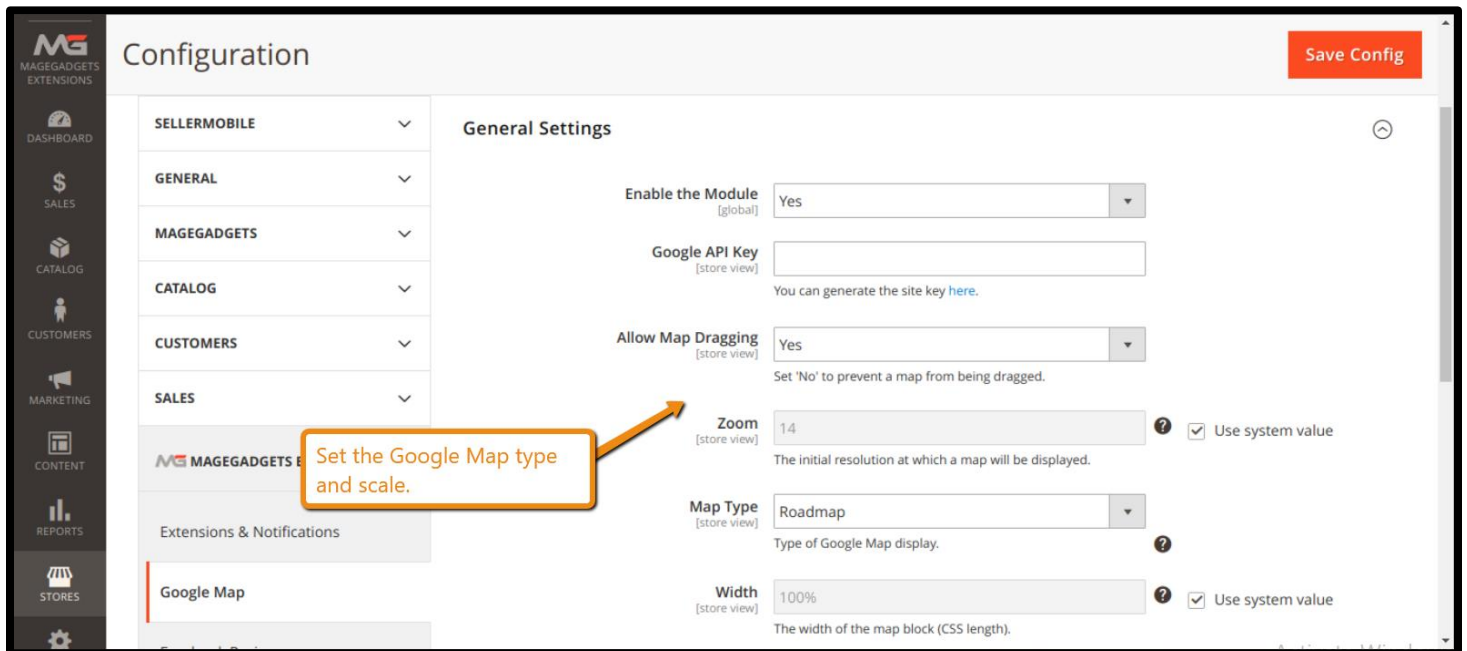 MG
MAGEGADGETS
EXTENSIONS
DASHBOARD
$
SALES
CATALOG
CUSTOMERS
MARKETING
CONTENT
REPORTS
STORES
Configuration
Save Config
SELLERMOBILE
GENERAL
MAGEGADGETS
CATALOG
CUSTOMERS
SALES
MG MAGEGADGETS E
Extensions & Notifications
Google Map
Set the Google Map type
and scale.
General Settings
Enable the Module
[global]
Yes
Google API Key
[store view]
You can generate the site key here.
Allow Map Dragging
[store view]
Yes
Set 'No' to prevent a map from being dragged.
Zoom
[store view]
14
? Use system value
The initial resolution at which a map will be displayed.
Map Type
[store view]
Roadmap
Type of Google Map display.
?
Width
[store view]
100%
? Use system value
The width of the map block (CSS length).